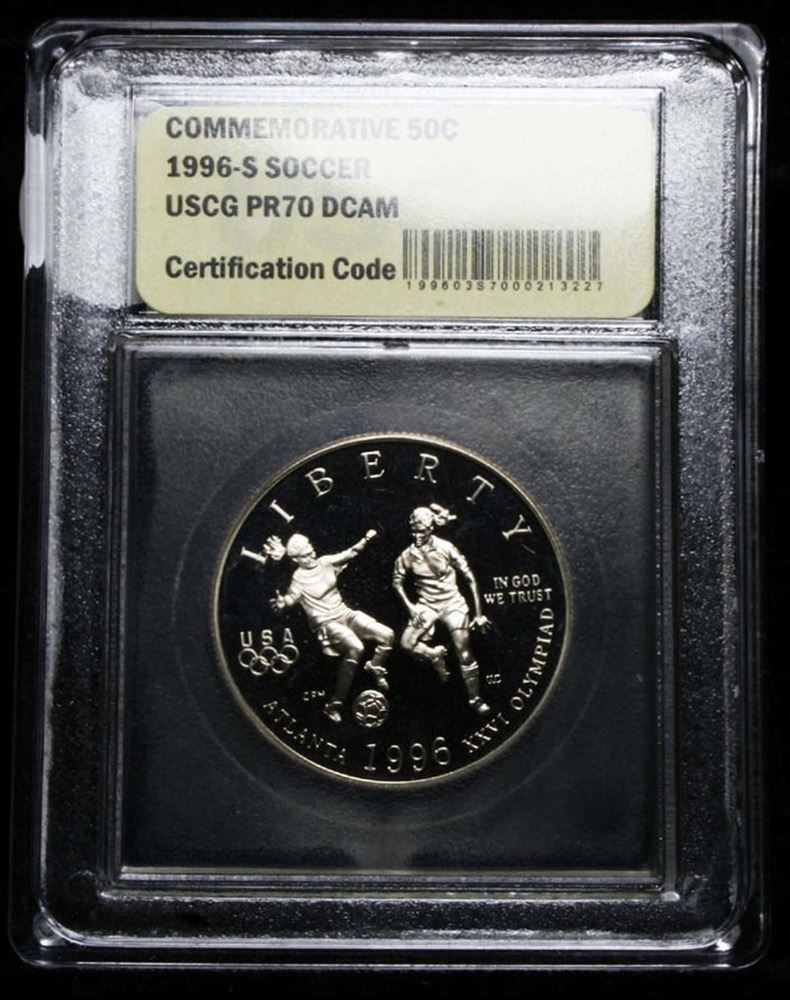 COMMEMORATIVE 50C
1996-S SOCCER
USCG PR70 DCAM
Certification Code
199603S7000213227
LIBERTY
IN GOD
WE TRUST
USA
CFM
ATLANTA 1996 XXVI OLYMPIAD